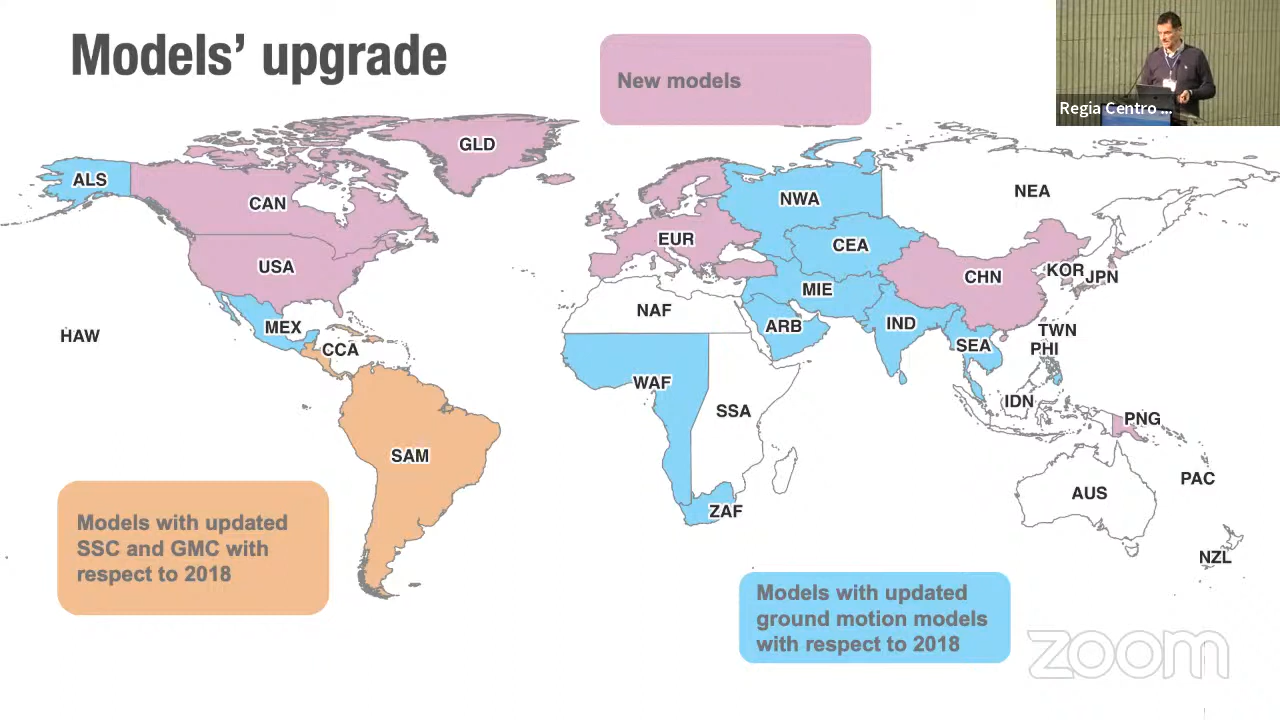 Models' upgrade
New models
Regia Centro ...
GLD
ALS
CAN
NWA
NEA
EUR
CEA
USA
CHN
KOR
JPN
MIE
NAF
MEX
ARB
IND
HAW
TWN
CCA
SEA
PHI
WAF
SSA
IDN
PNG
SAM
PAC
AUS
ZAF
NZL
Models with updated
SSC and GMC with
respect to 2018
Models with updated
ground motion models
with respect to 2018
zoom